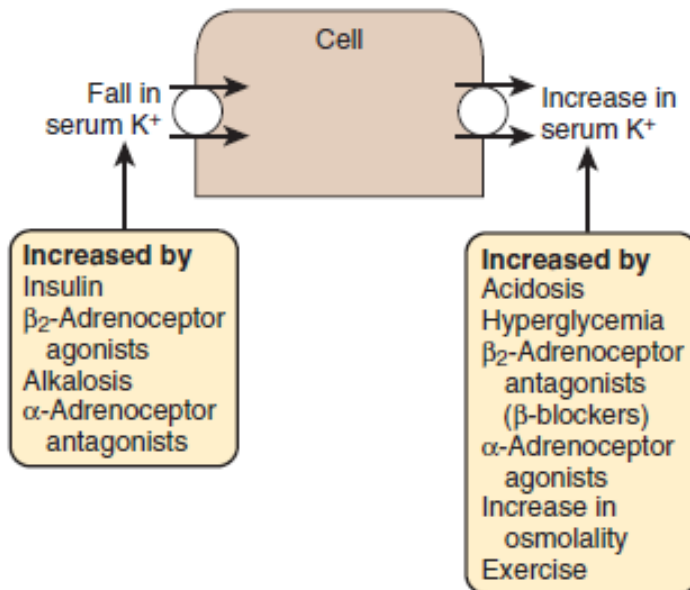 Cell
Fall in
serum K⁺
Increase in
serum K⁺
Increased by
Insulin
β₂-Adrenoceptor
agonists
Alkalosis
α-Adrenoceptor
antagonists
Increased by
Acidosis
Hyperglycemia
β₂-Adrenoceptor
antagonists
(β-blockers)
α-Adrenoceptor
agonists
Increase in
osmolality
Exercise